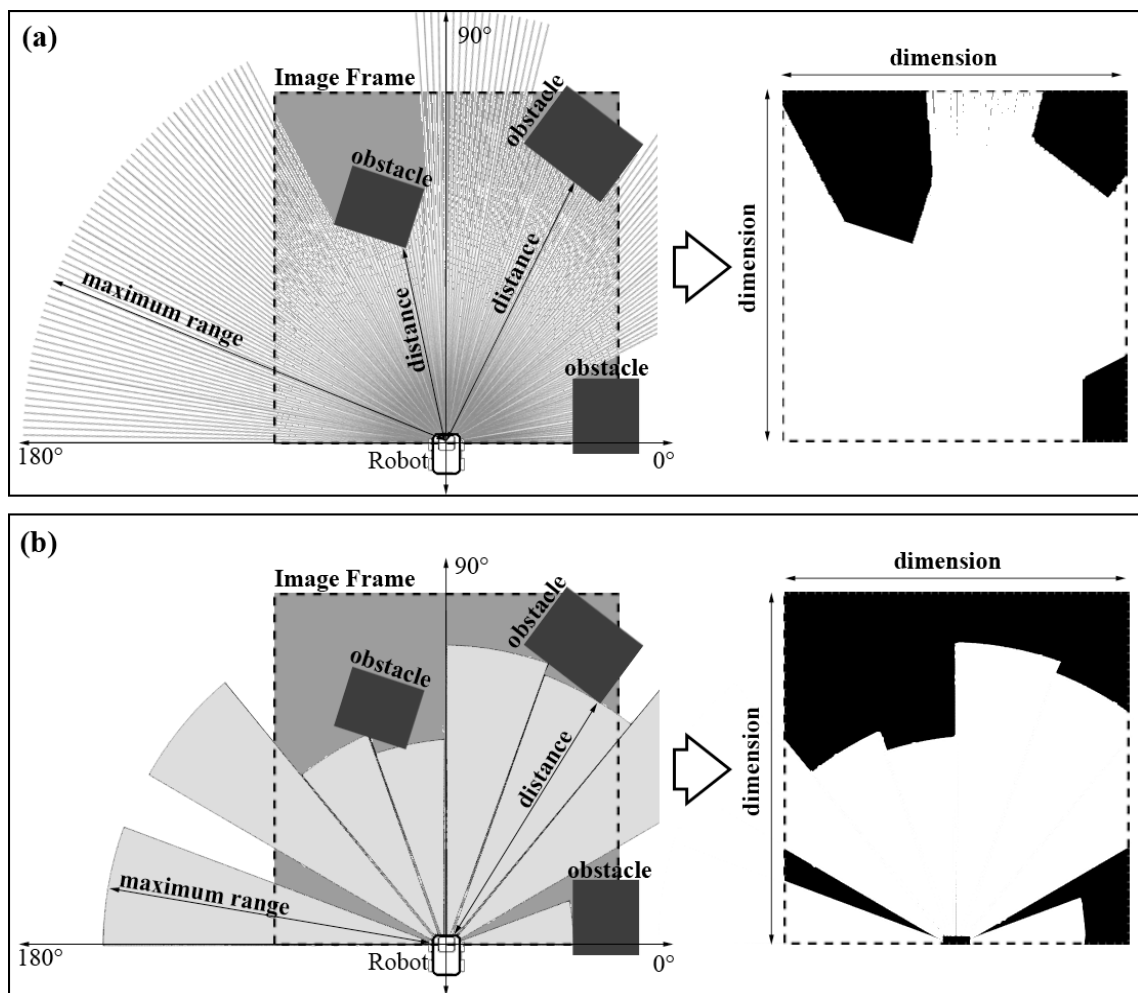 (a)
90°
Image Frame
dimension
obstacle
obstacle
maximum range
distance
distance
dimension
obstacle
180°
Robot
0°
(b)
90°
Image Frame
dimension
obstacle
obstacle
distance
dimension
maximum range
obstacle
180°
Robot
0°